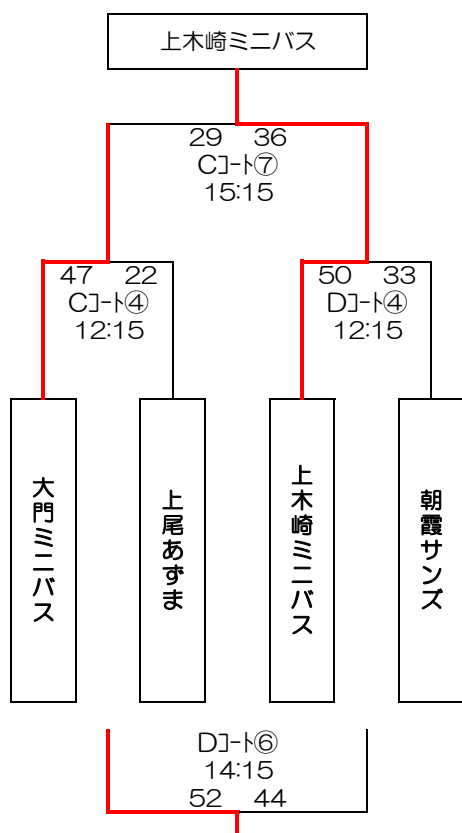 上木崎ミニバス
29 36
Cｺｰﾄ⑦
15:15
47 22
Cｺｰﾄ④
12:15
50 33
Dｺｰﾄ④
12:15
大門ミニバス
上尾あずま
上木崎ミニバス
朝霞サンズ
Dｺｰﾄ⑥
14:15
52 44